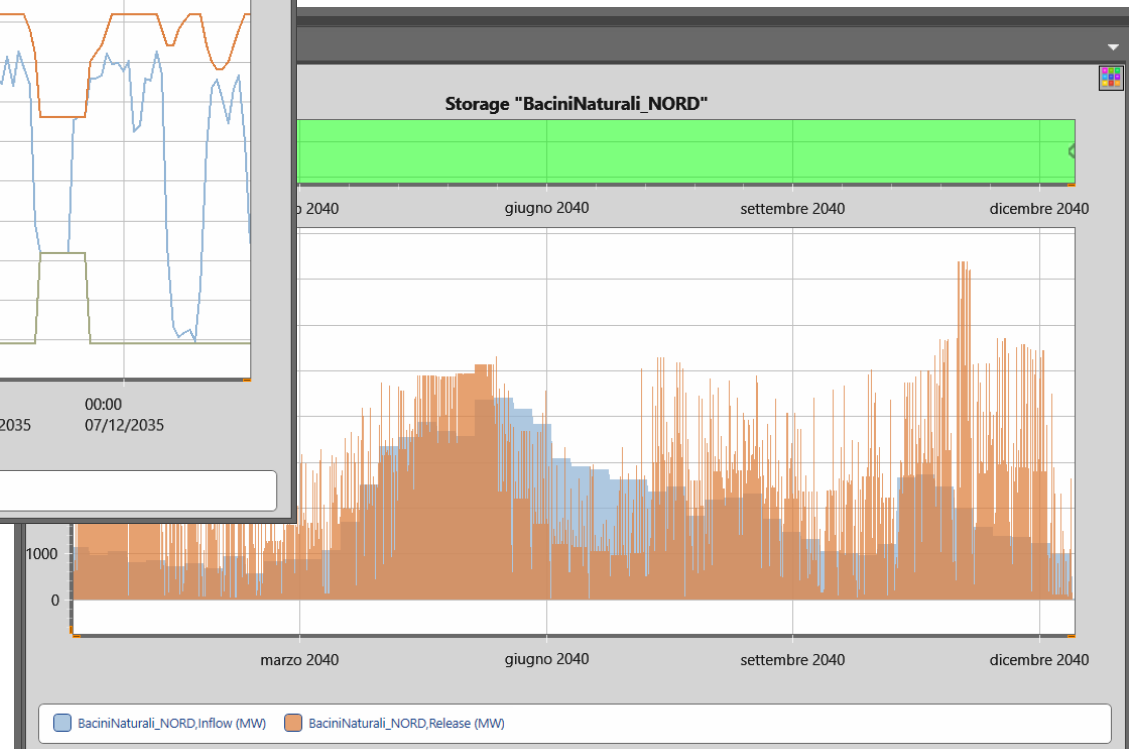 Storage "BaciniNaturali_NORD"
o 2040
giugno 2040
settembre 2040
dicembre 2040
00:00
2035
07/12/2035
1000
0
marzo 2040
giugno 2040
settembre 2040
dicembre 2040
BaciniNaturali_NORD,Inflow (MW)
BaciniNaturali_NORD,Release (MW)